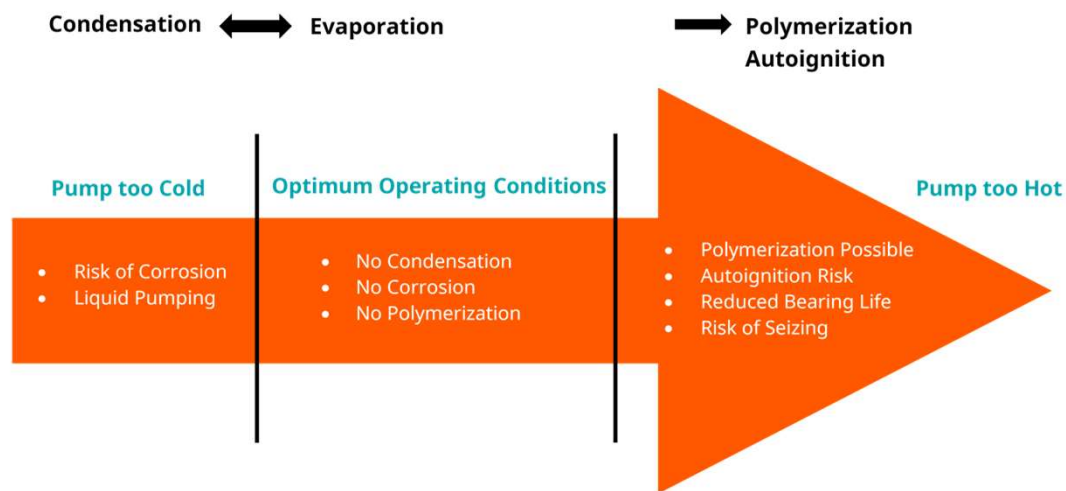 Condensation
Evaporation
Polymerization
Autoignition
Pump too Cold
Optimum Operating Conditions
Pump too Hot
• Risk of Corrosion
• Liquid Pumping
• No Condensation
• No Corrosion
• No Polymerization
• Polymerization Possible
• Autoignition Risk
• Reduced Bearing Life
• Risk of Seizing